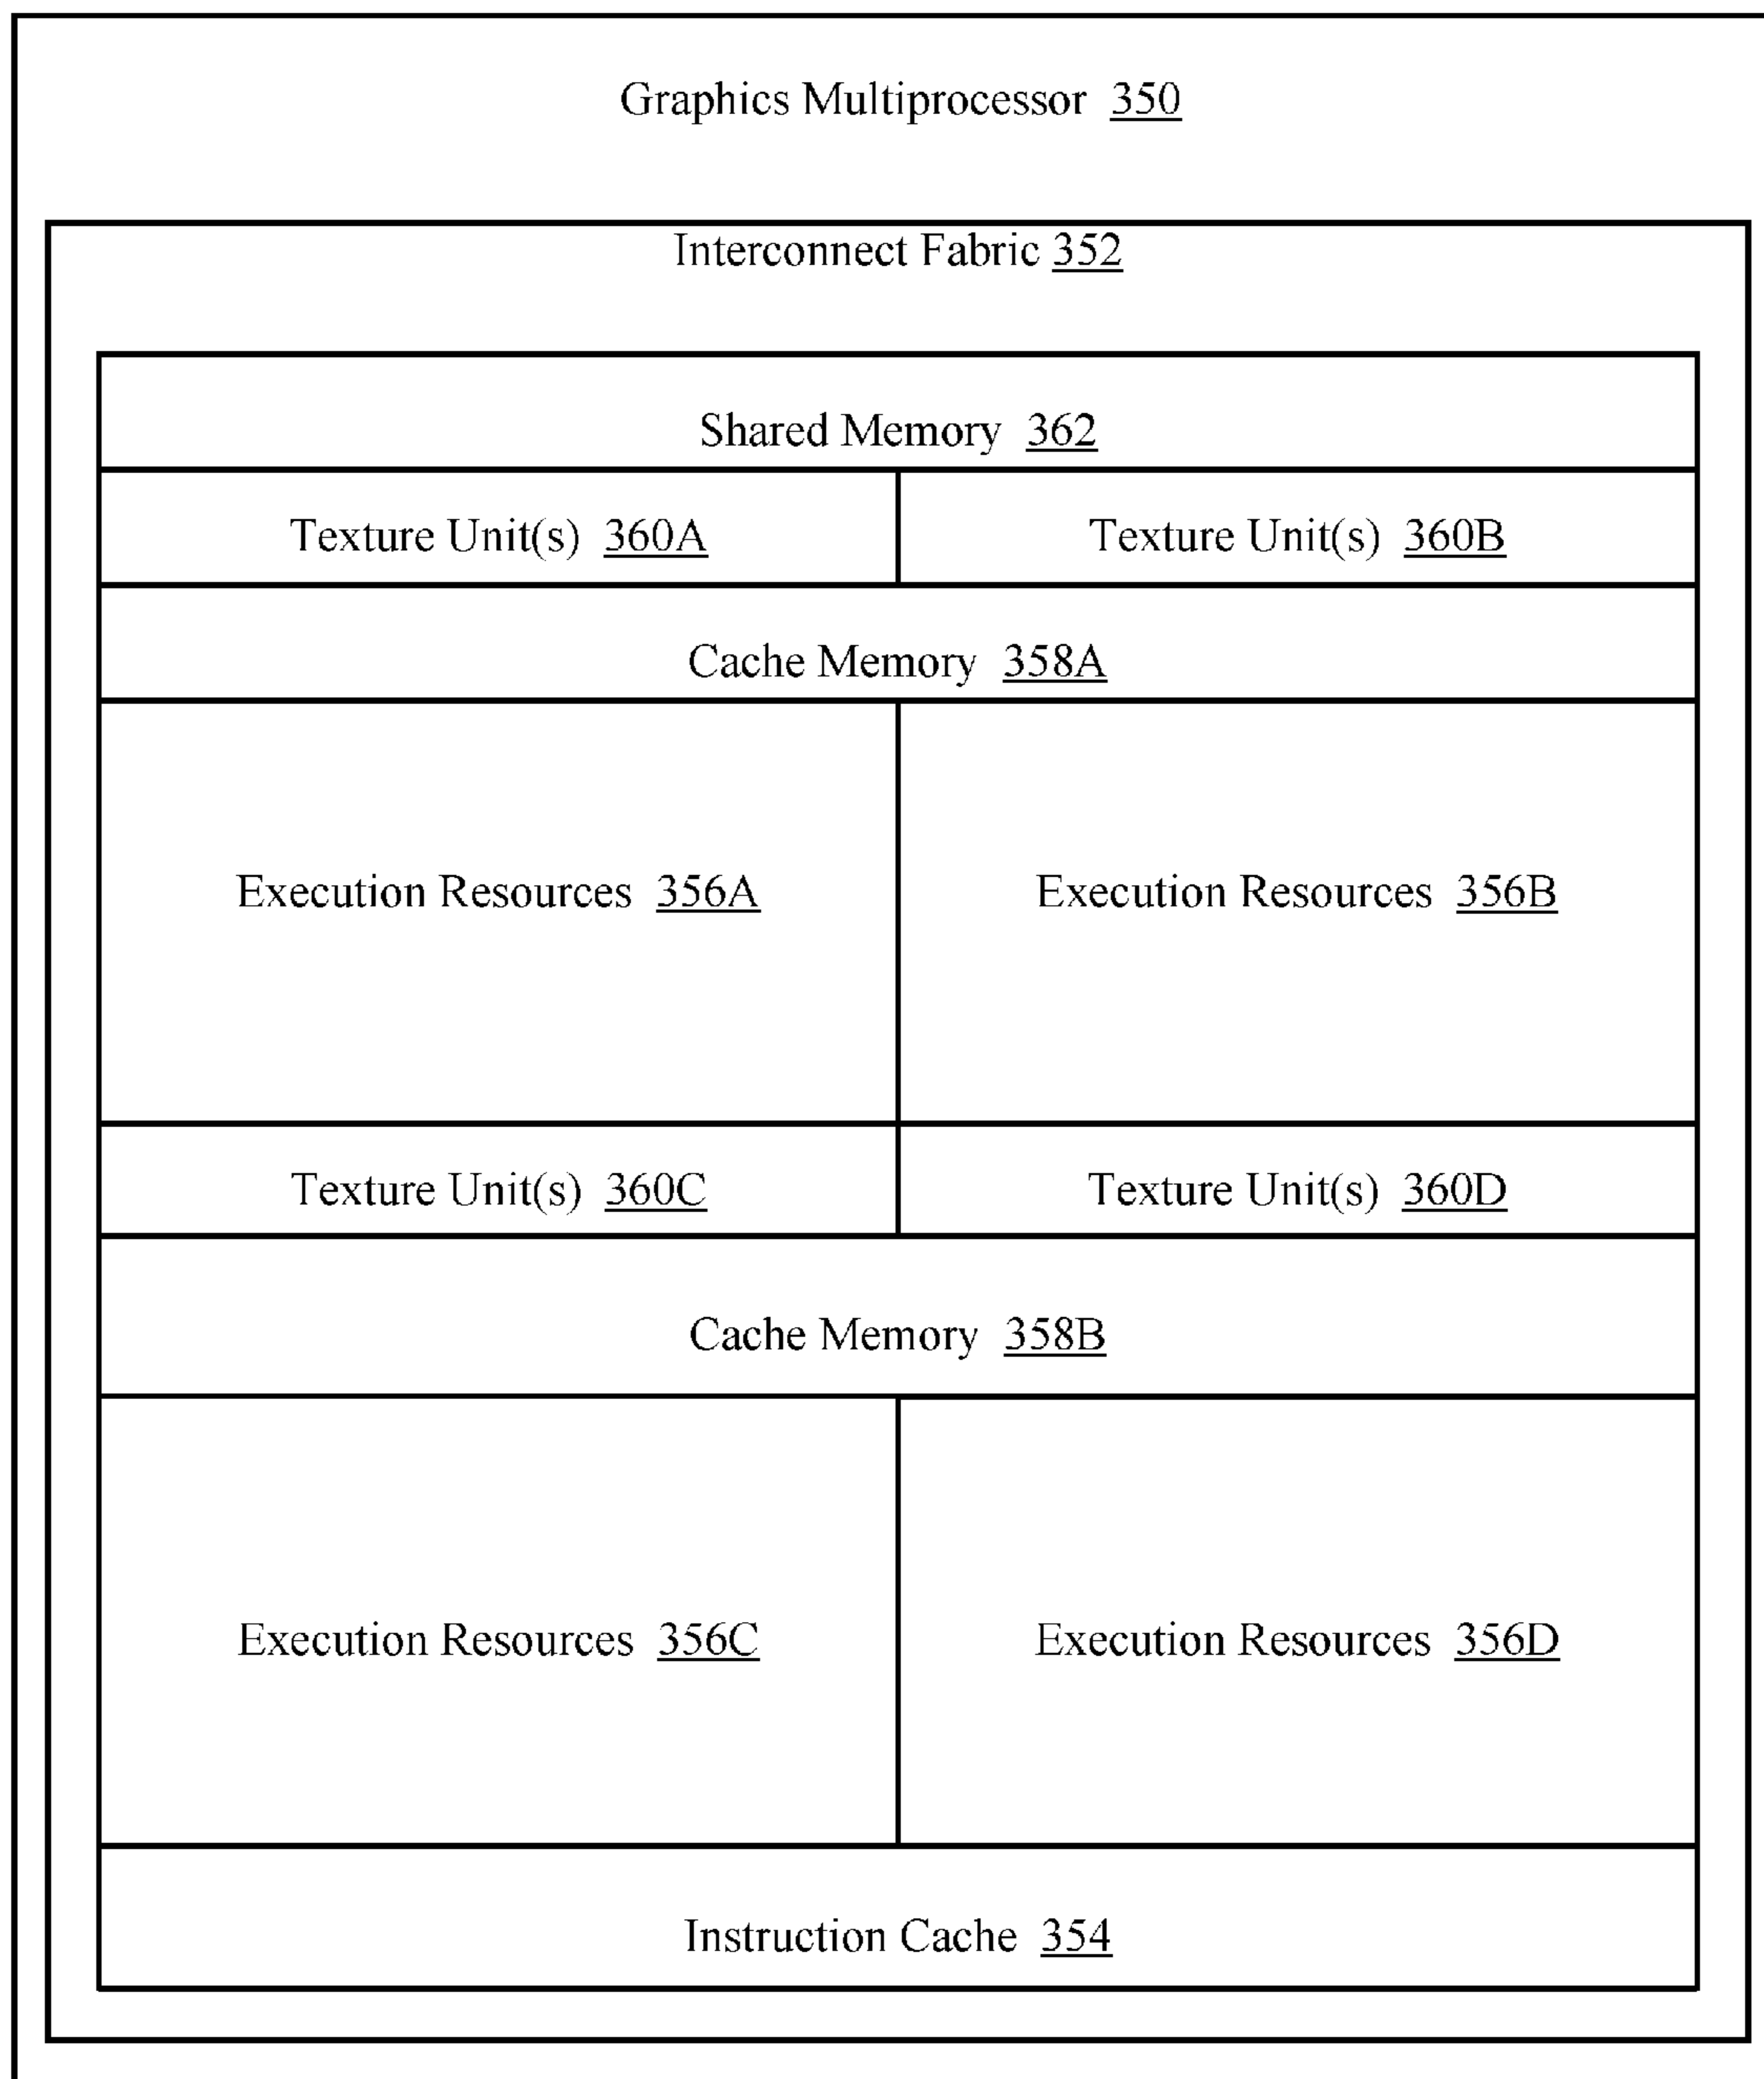 Graphics Multiprocessor 350
Interconnect Fabric 352
Shared Memory 362
Texture Unit(s) 360A
Texture Unit(s) 360B
Cache Memory 358A
Execution Resources 356A
Execution Resources 356B
Texture Unit(s) 360C
Texture Unit(s) 360D
Cache Memory 358B
Execution Resources 356C
Execution Resources 356D
Instruction Cache 354